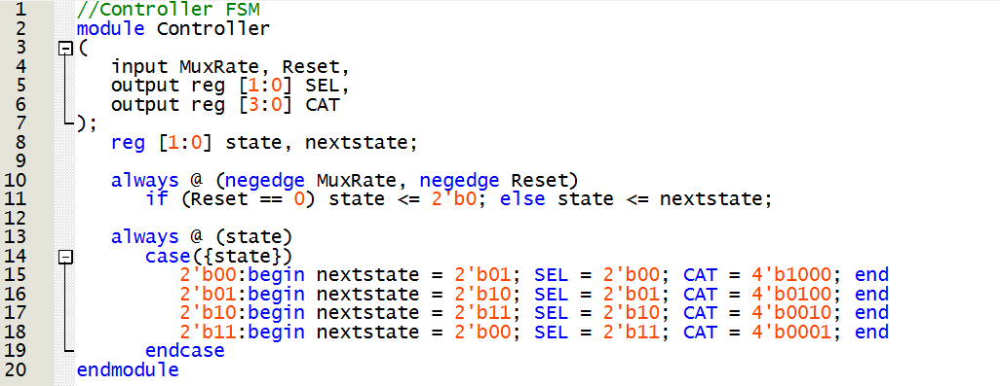 1 //Controller FSM
2 module Controller
3 (
4 input MuxRate, Reset,
5 output reg [1:0] SEL,
6 output reg [3:0] CAT
7 );
8 reg [1:0] state, nextstate;
9
10 always @ (negedge MuxRate, negedge Reset)
11 if (Reset == 0) state <= 2'b0; else state <= nextstate;
12
13 always @ (state)
14 case({state})
15 2'b00:begin nextstate = 2'b01; SEL = 2'b00; CAT = 4'b1000; end
16 2'b01:begin nextstate = 2'b10; SEL = 2'b01; CAT = 4'b0100; end
17 2'b10:begin nextstate = 2'b11; SEL = 2'b10; CAT = 4'b0010; end
18 2'b11:begin nextstate = 2'b00; SEL = 2'b11; CAT = 4'b0001; end
19 endcase
20 endmodule